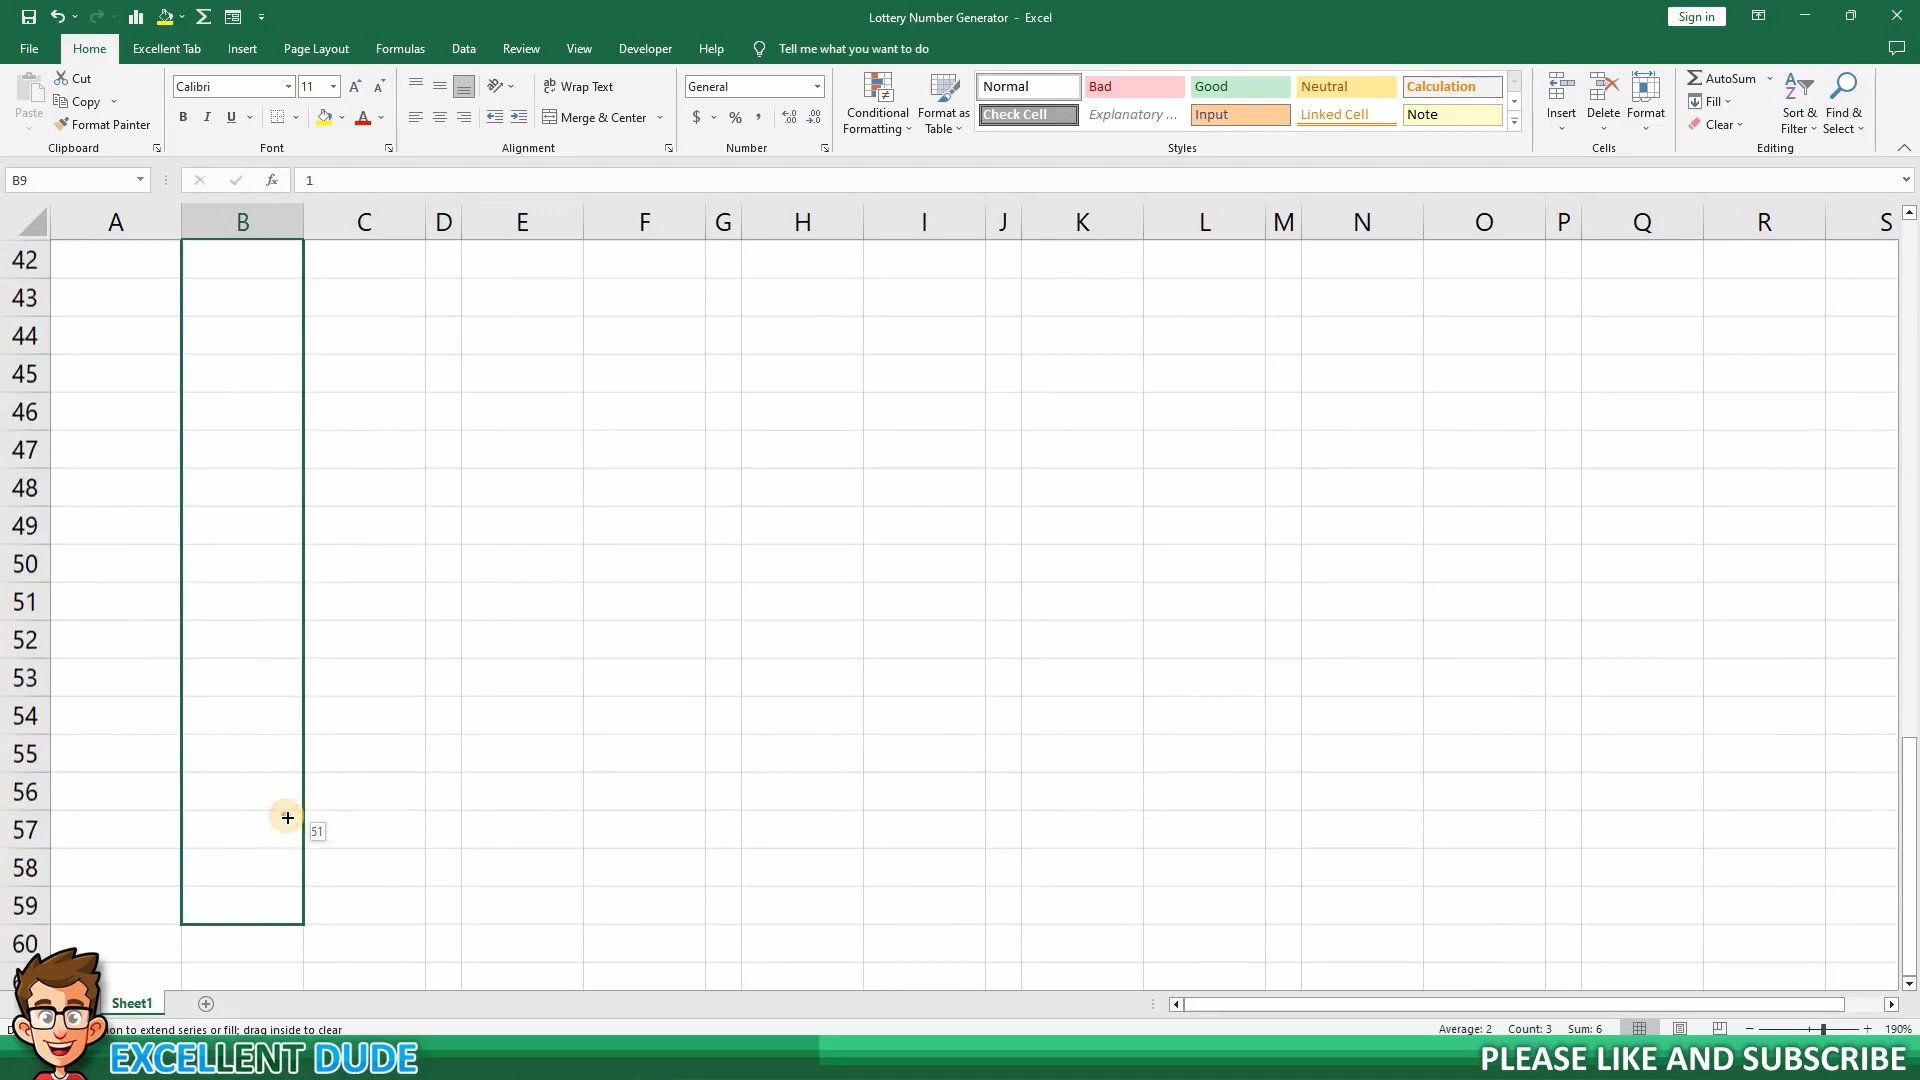 Lottery Number Generator - Excel
Sign in
File Home Excellent Tab Insert Page Layout Formulas Data Review View Developer Help Tell me what you want to do
Paste
Cut
Copy
Format Painter
Clipboard
Calibri 11
B I U
Font
Wrap Text
Merge & Center
Alignment
General
$ % ,
Number
Conditional Formatting
Format as Table
Normal Bad Good Neutral Calculation
Check Cell Explanatory ... Input Linked Cell Note
Styles
Insert Delete Format
Cells
AutoSum
Fill
Clear
Sort & Filter
Find & Select
Editing
B9 fx 1
A B C D E F G H I J K L M N O P Q R S
42
43
44
45
46
47
48
49
50
51
52
53
54
55
56
57
51
58
59
60
Sheet1
on to extend series or fill; drag inside to clear
Average: 2 Count: 3 Sum: 6 190%
EXCELLENT DUDE
PLEASE LIKE AND SUBSCRIBE